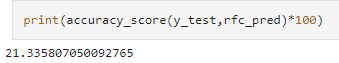 print(accuracy_score(y_test,rfc_pred)*100)
21.335807050092765